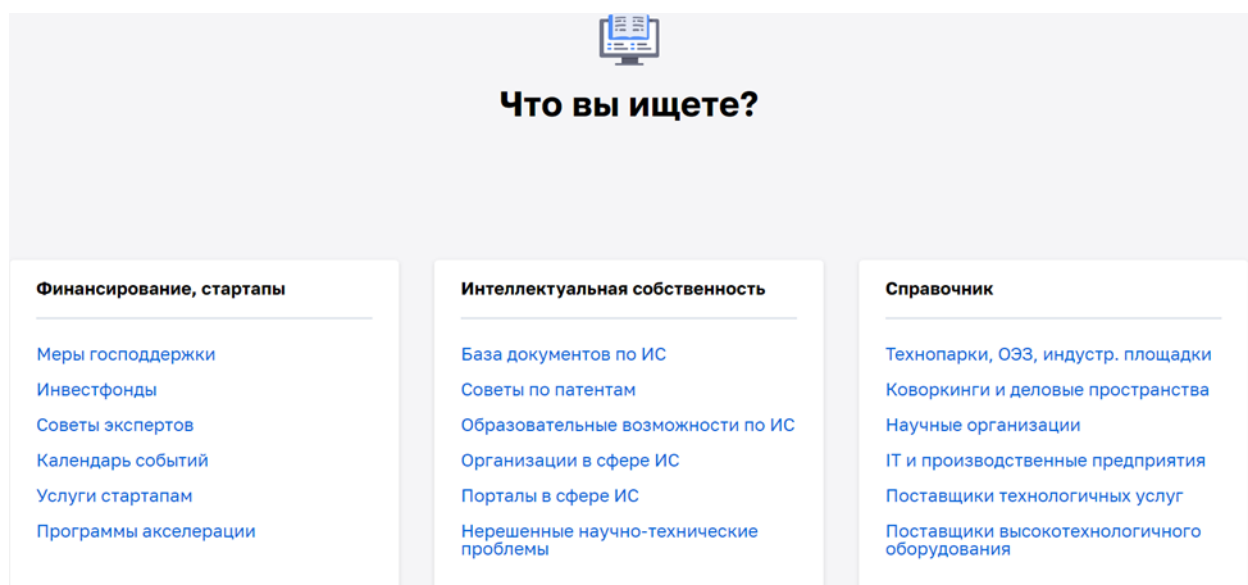 Что вы ищете?
Финансирование, стартапы
Меры господдержки
Инвестфонды
Советы экспертов
Календарь событий
Услуги стартапам
Программы акселерации
Интеллектуальная собственность
База документов по ИС
Советы по патентам
Образовательные возможности по ИС
Организации в сфере ИС
Порталы в сфере ИС
Нерешенные научно-технические
проблемы
Справочник
Технопарки, ОЭЗ, индустр. площадки
Коворкинги и деловые пространства
Научные организации
IT и производственные предприятия
Поставщики технологичных услуг
Поставщики высокотехнологичного
оборудования